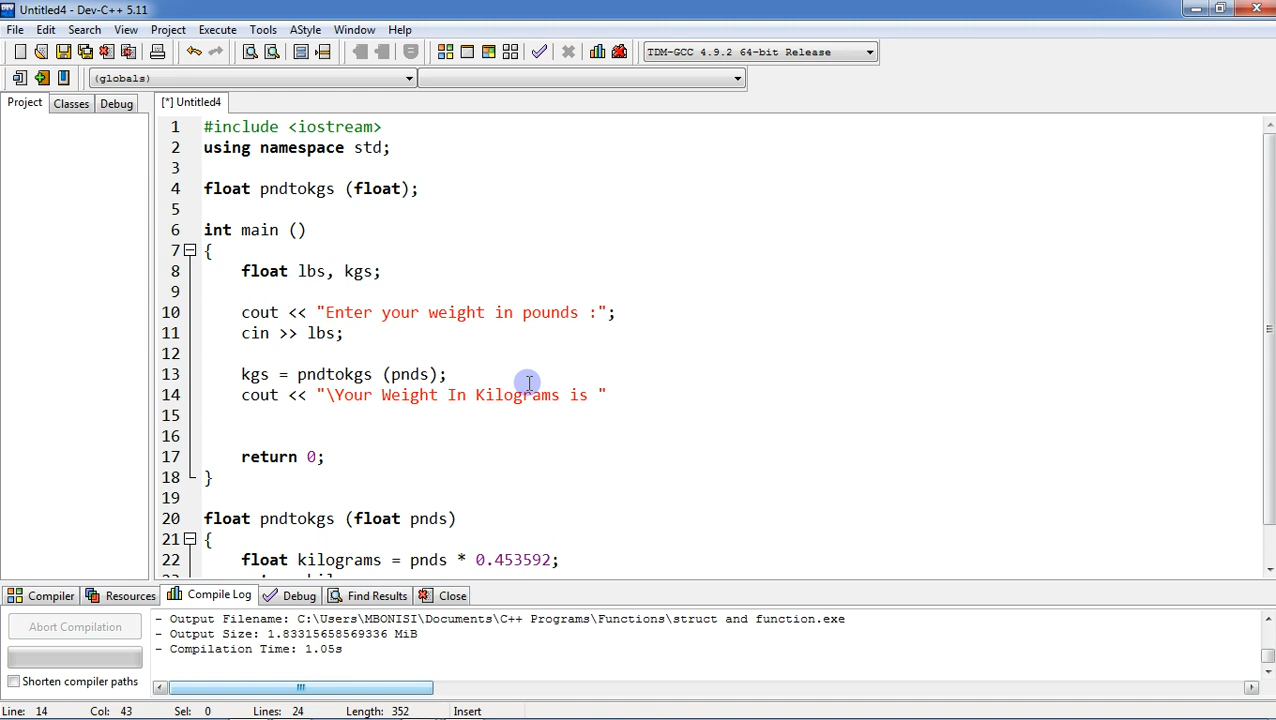 Untitled4 - Dev-C++ 5.11
File Edit Search View Project Execute Tools AStyle Window Help
TDM-GCC 4.9.2 64-bit Release
(globals)
Project Classes Debug [*] Untitled4
1 #include <iostream>
2 using namespace std;
3
4 float pndtokgs (float);
5
6 int main ()
7 {
8 float lbs, kgs;
9
10 cout << "Enter your weight in pounds :";
11 cin >> lbs;
12
13 kgs = pndtokgs (pnds);
14 cout << "\Your Weight In Kilograms is "
15
16
17 return 0;
18 }
19
20 float pndtokgs (float pnds)
21 {
22 float kilograms = pnds * 0.453592;
Compiler Resources Compile Log Debug Find Results Close
Abort Compilation
Shorten compiler paths
- Output Filename: C:\Users\MBONISI\Documents\C++ Programs\Functions\struct and function.exe
- Output Size: 1.83315658569336 MiB
- Compilation Time: 1.05s
Line: 14 Col: 43 Sel: 0 Lines: 24 Length: 352 Insert